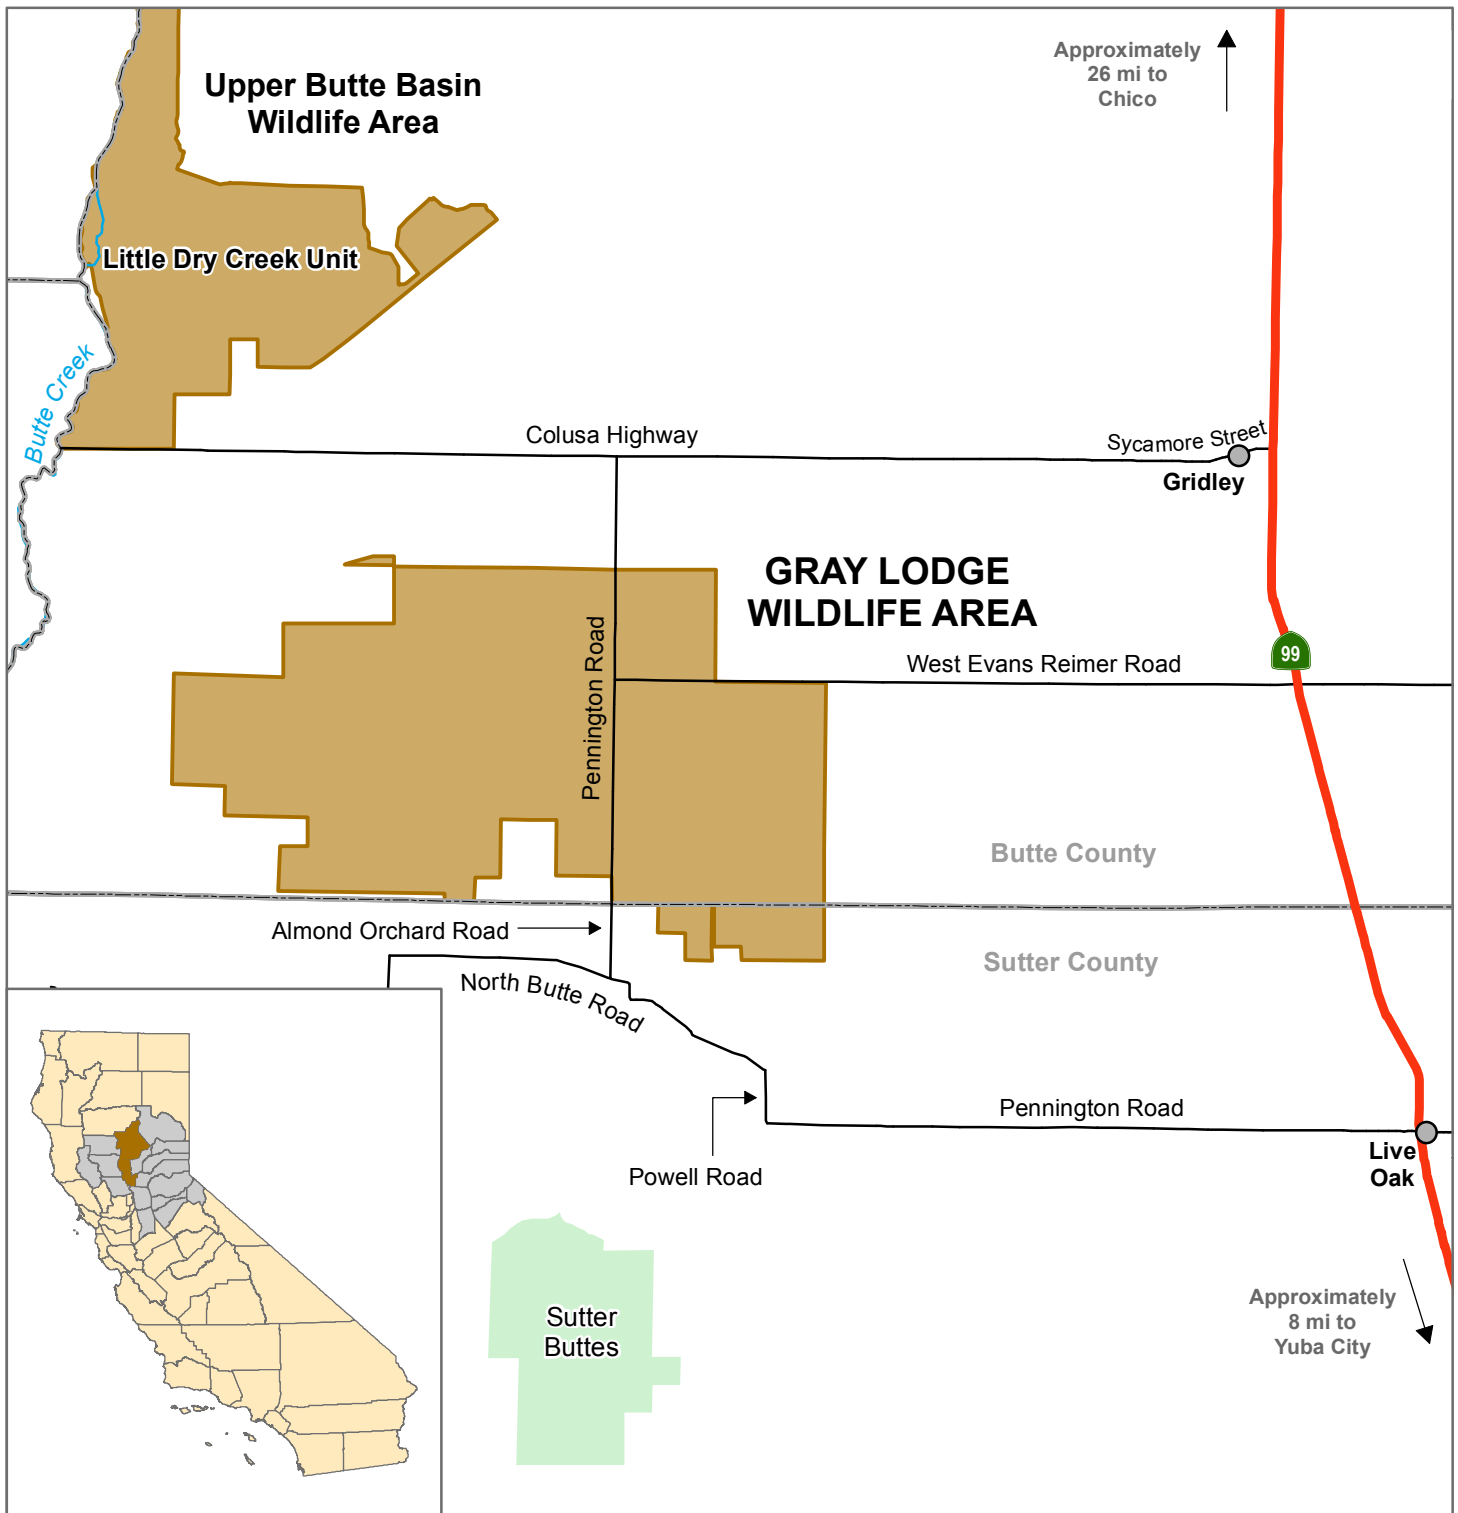 Approximately
26 mi to
Chico
Upper Butte Basin
Wildlife Area
Little Dry Creek Unit
Butte Creek
Colusa Highway
Sycamore Street
Gridley
GRAY LODGE
WILDLIFE AREA
Pennington Road
West Evans Reimer Road
99
Butte County
Almond Orchard Road
Sutter County
North Butte Road
Pennington Road
Live
Oak
Powell Road
Approximately
8 mi to
Yuba City
Sutter
Buttes